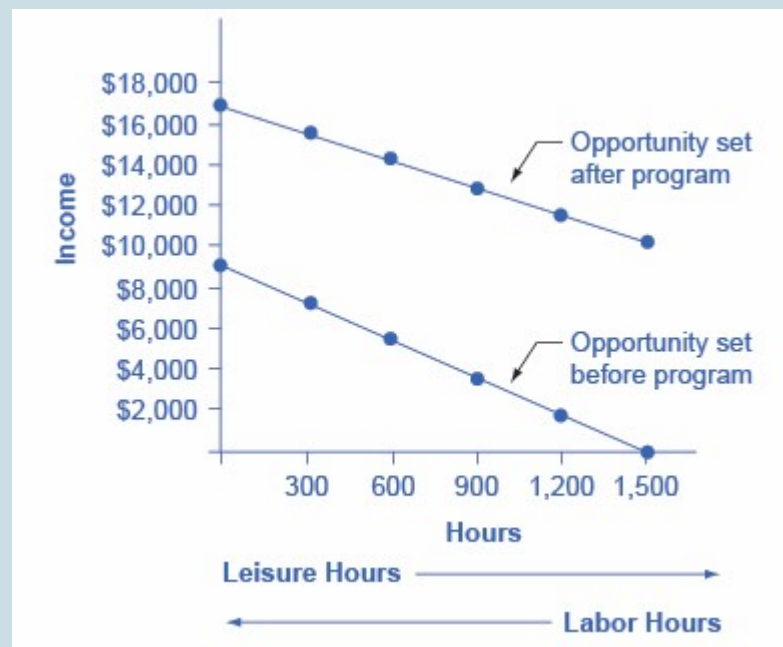 $18,000
$16,000
$14,000
$12,000
$10,000
$8,000
$6,000
$4,000
$2,000
Income
Opportunity set
after program
Opportunity set
before program
300 600 900 1,200 1,500
Hours
Leisure Hours
Labor Hours